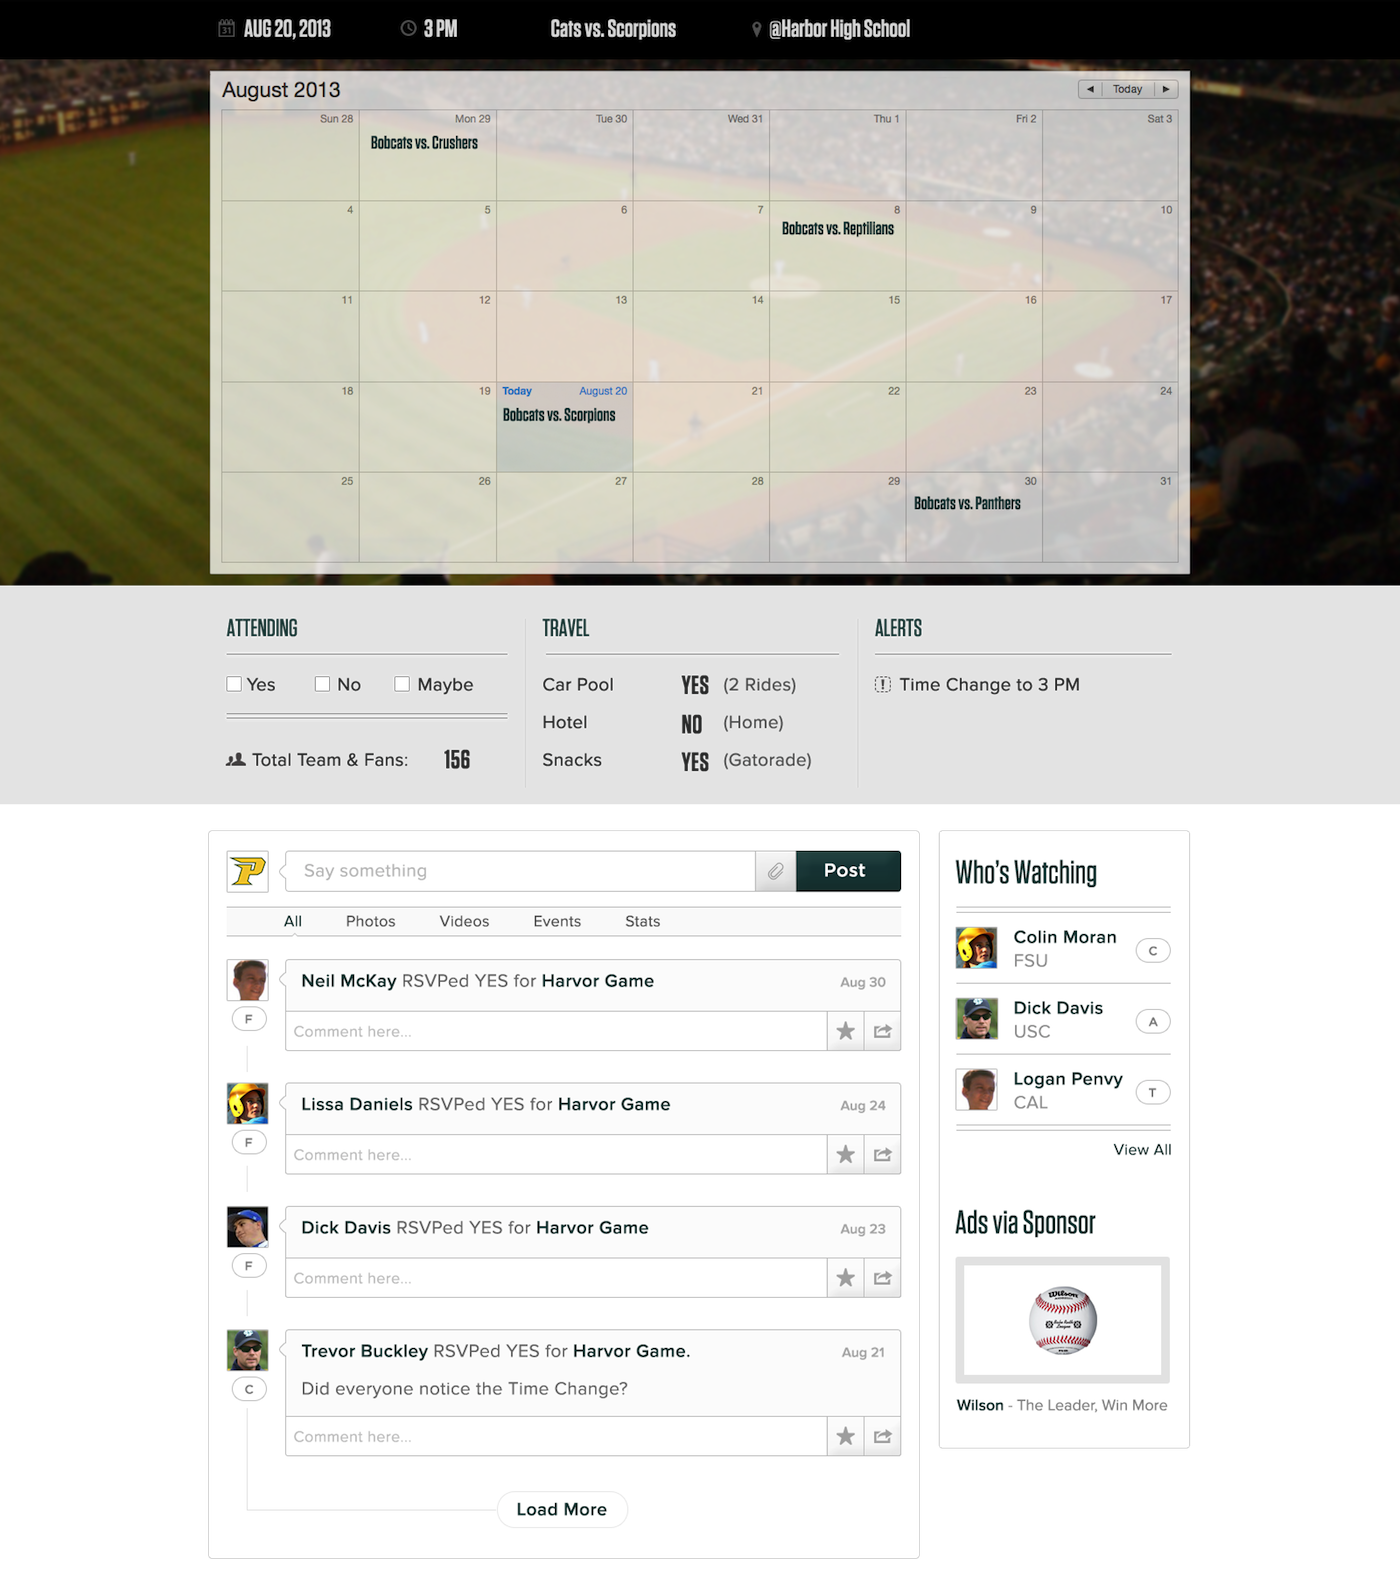 31 AUG 20, 2013 3 PM Cats vs. Scorpions @Harbor High School
August 2013 Today
Sun 28 Mon 29 Tue 30 Wed 31 Thu 1 Fri 2 Sat 3
Bobcats vs. Crushers
4 5 6 7 8 9 10
Bobcats vs. Reptilians
11 12 13 14 15 16 17
18 19 Today August 20 21 22 23 24
Bobcats vs. Scorpions
25 26 27 28 29 30 31
Bobcats vs. Panthers
ATTENDING
Yes No Maybe
Total Team & Fans: 156
TRAVEL
Car Pool YES (2 Rides)
Hotel NO (Home)
Snacks YES (Gatorade)
ALERTS
Time Change to 3 PM
P Say something Post
All Photos Videos Events Stats
Neil McKay RSVPed YES for Harvor Game Aug 30
F
Comment here...
Lissa Daniels RSVPed YES for Harvor Game Aug 24
F
Comment here...
Dick Davis RSVPed YES for Harvor Game Aug 23
F
Comment here...
Trevor Buckley RSVPed YES for Harvor Game. Aug 21
C
Did everyone notice the Time Change?
Comment here...
Load More
Who's Watching
Colin Moran
FSU
C
Dick Davis
USC
A
Logan Penvy
CAL
T
View All
Ads via Sponsor
Wilson
Wilson - The Leader, Win More